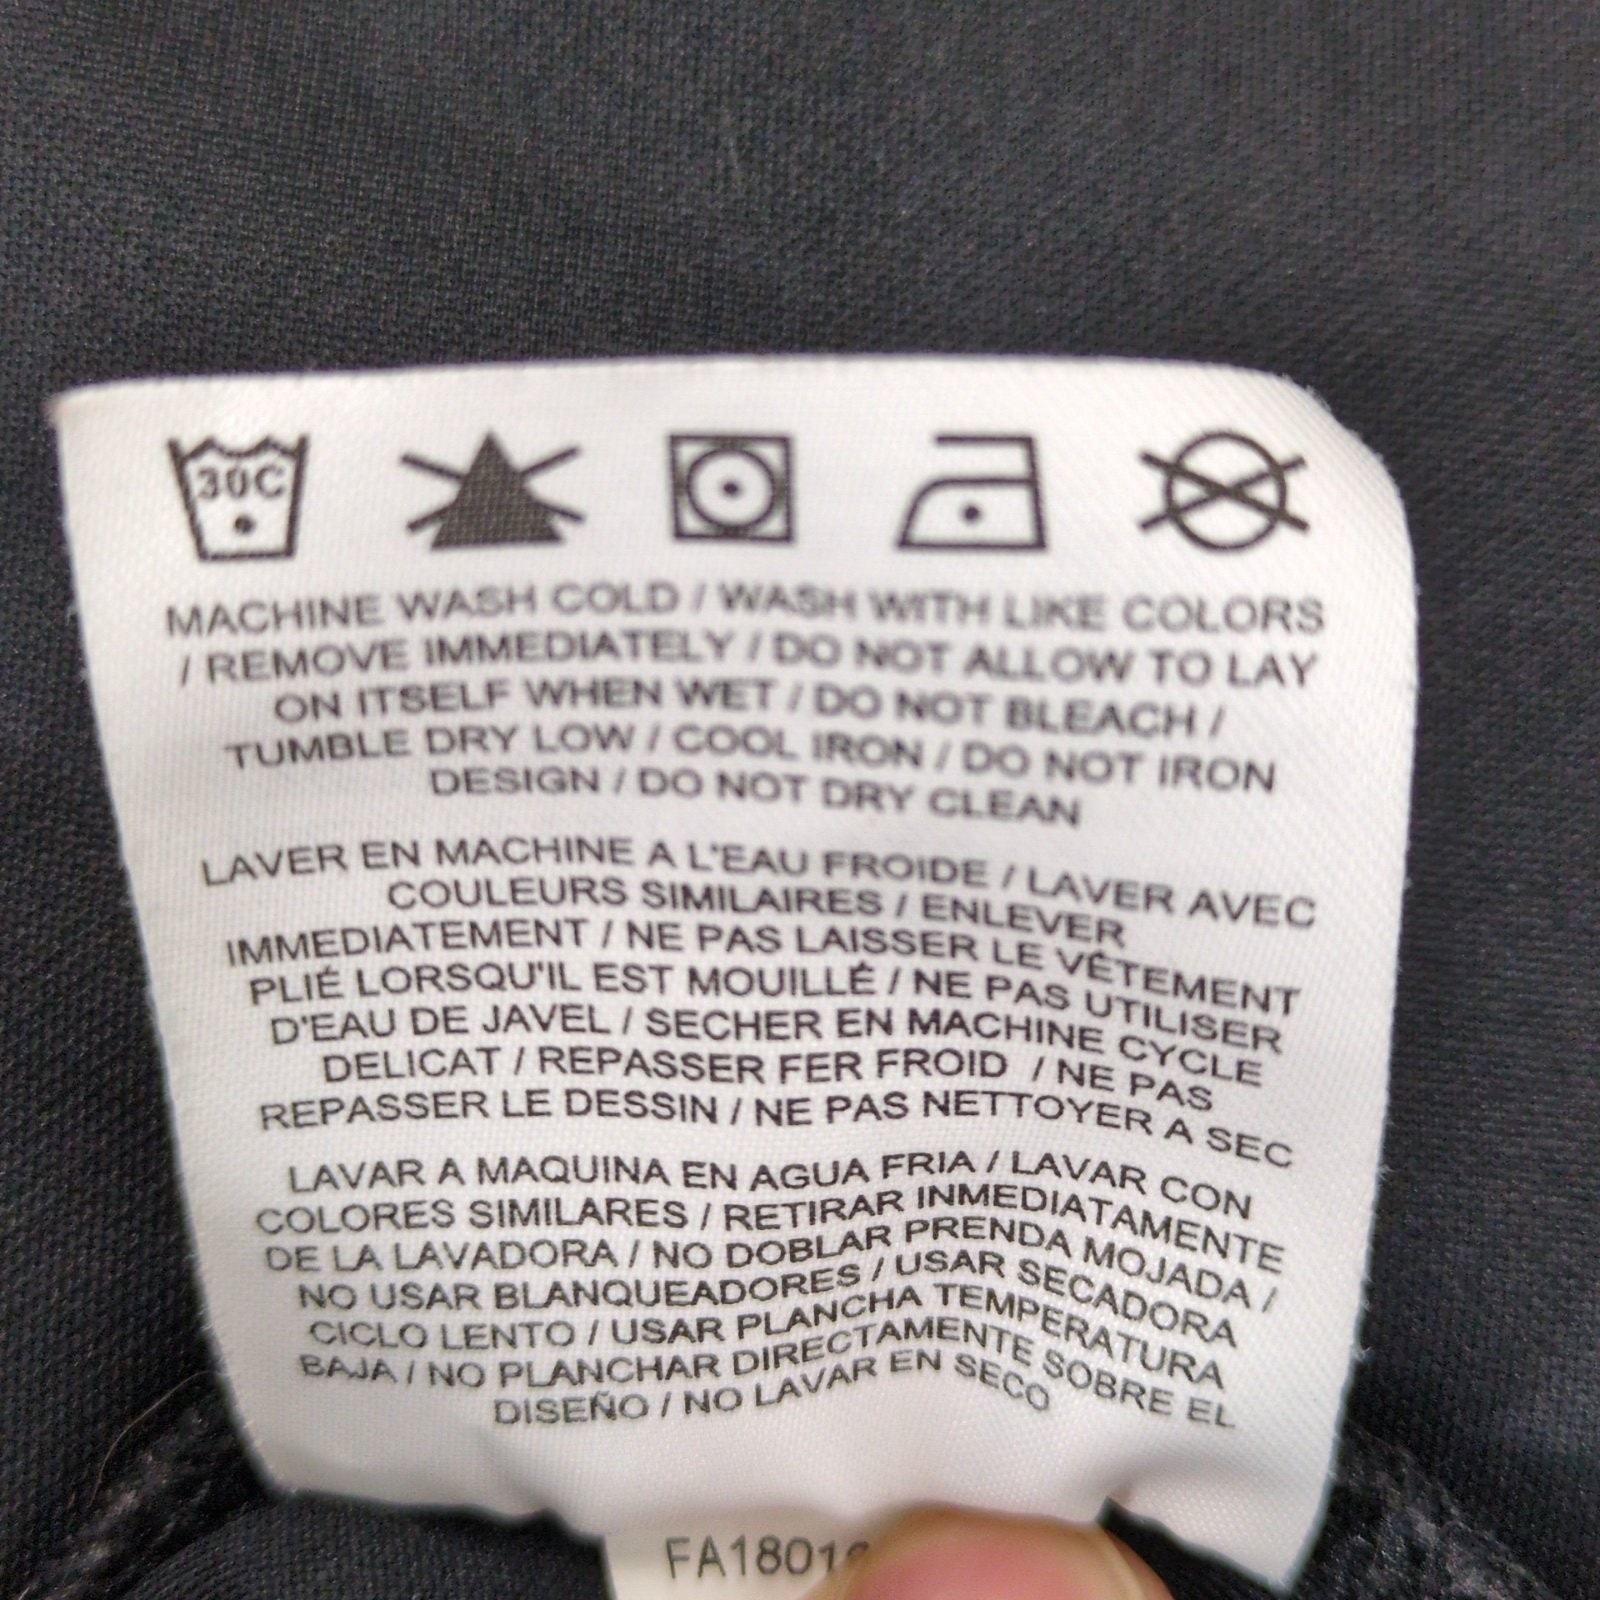 30C
MACHINE WASH COLD / WASH WITH LIKE COLORS
/ REMOVE IMMEDIATELY / DO NOT ALLOW TO LAY
ON ITSELF WHEN WET / DO NOT BLEACH /
TUMBLE DRY LOW / COOL IRON / DO NOT IRON
DESIGN / DO NOT DRY CLEAN
LAVER EN MACHINE A L'EAU FROIDE / LAVER AVEC
COULEURS SIMILAIRES / ENLEVER
IMMEDIATEMENT / NE PAS LAISSER LE VÊTEMENT
PLIÉ LORSQU'IL EST MOUILLÉ / NE PAS UTILISER
D'EAU DE JAVEL / SECHER EN MACHINE CYCLE
DELICAT / REPASSER FER FROID / NE PAS
REPASSER LE DESSIN / NE PAS NETTOYER A SEC
LAVAR A MAQUINA EN AGUA FRIA / LAVAR CON
COLORES SIMILARES / RETIRAR INMEDIATAMENTE
DE LA LAVADORA / NO DOBLAR PRENDA MOJADA /
NO USAR BLANQUEADORES / USAR SECADORA
CICLO LENTO / USAR PLANCHA TEMPERATURA
BAJA / NO PLANCHAR DIRECTAMENTE SOBRE EL
DISEÑO / NO LAVAR EN SECO